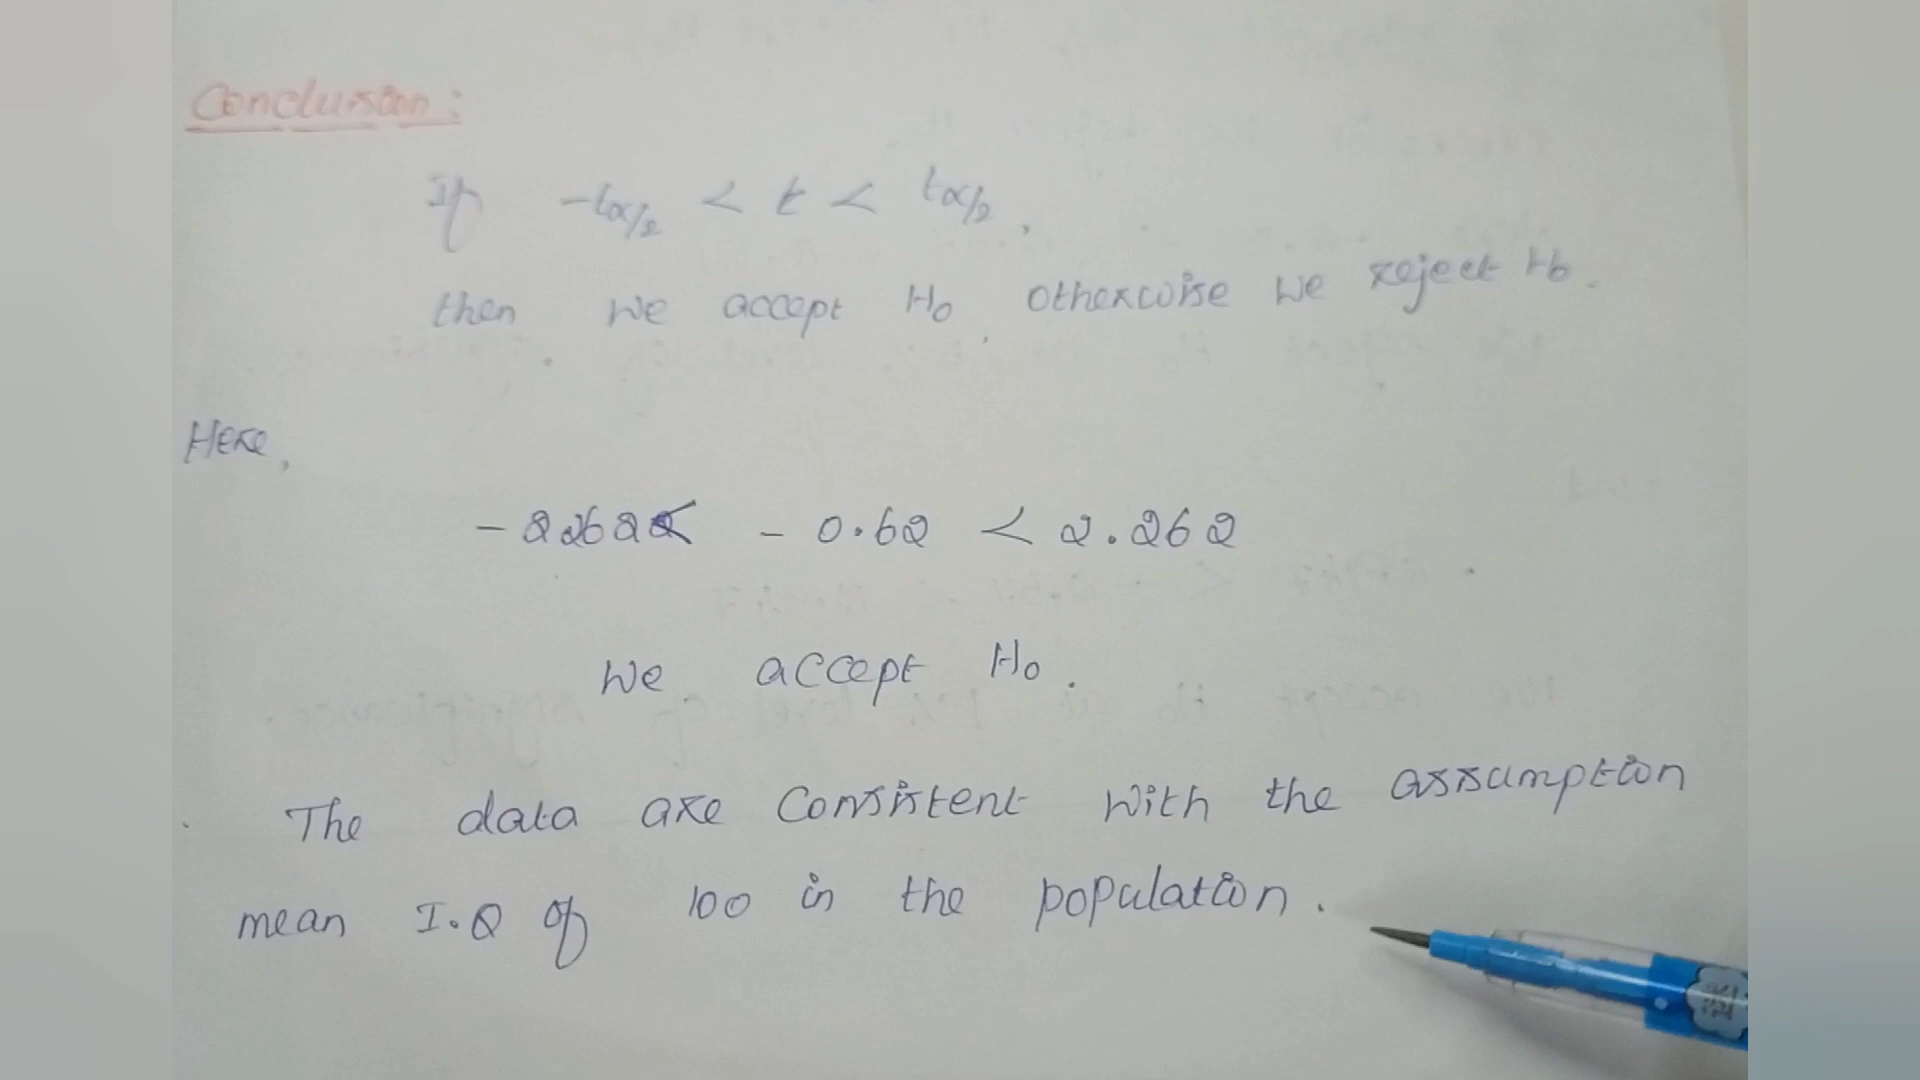 Conclusion:
If -tα/2 < t < tα/2,
then we accept H0, otherwise we reject H0.
Here,
- 2.262 < - 0.62 < 2.262
We accept H0.
The data are Consistent with the assumption
mean I.Q of 100 in the population.